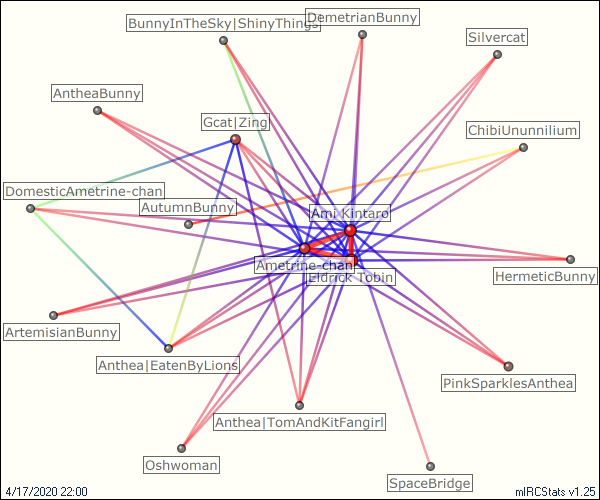 BunnyInTheSky|ShinyThings
DemetrianBunny
Silvercat
AntheaBunny
Gcat|Zing
ChibiUnunnilium
DomesticAmetrine-chan
AutumnBunny
Ami Kintaro
Ametrine-chan
Eldrick Tobin
HermeticBunny
ArtemisianBunny
Anthea|EatenByLions
PinkSparklesAnthea
Anthea|TomAndKitFangirl
Oshwoman
SpaceBridge
4/17/2020 22:00
mIRCStats v1.25